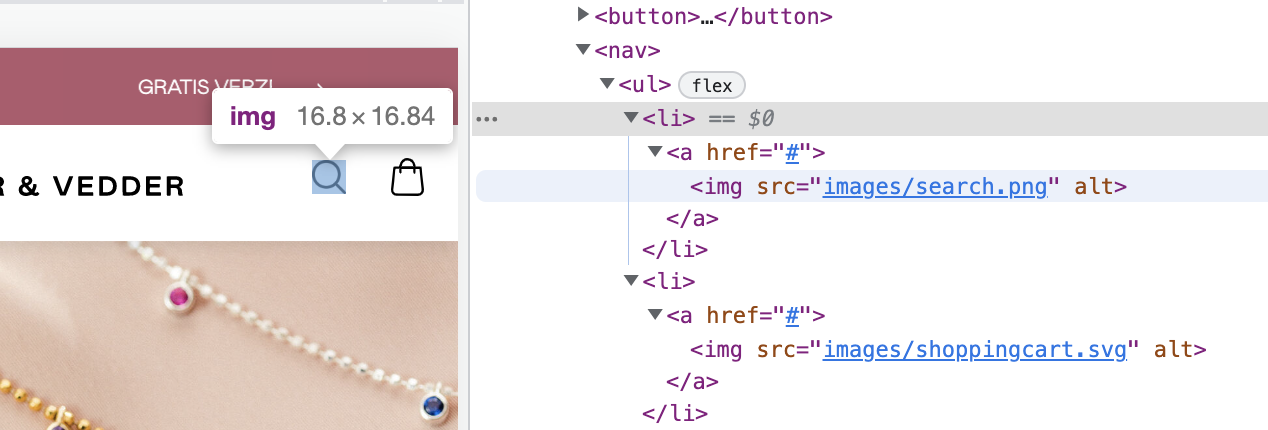 GRATIS VERZ
img 16.8 × 16.84
R & VEDDER
<button>…</button>
<nav>
<ul> flex
… <li> == $0
<a href="#">
<img src="images/search.png" alt>
</a>
</li>
<li>
<a href="#">
<img src="images/shoppingcart.svg" alt>
</a>
</li>